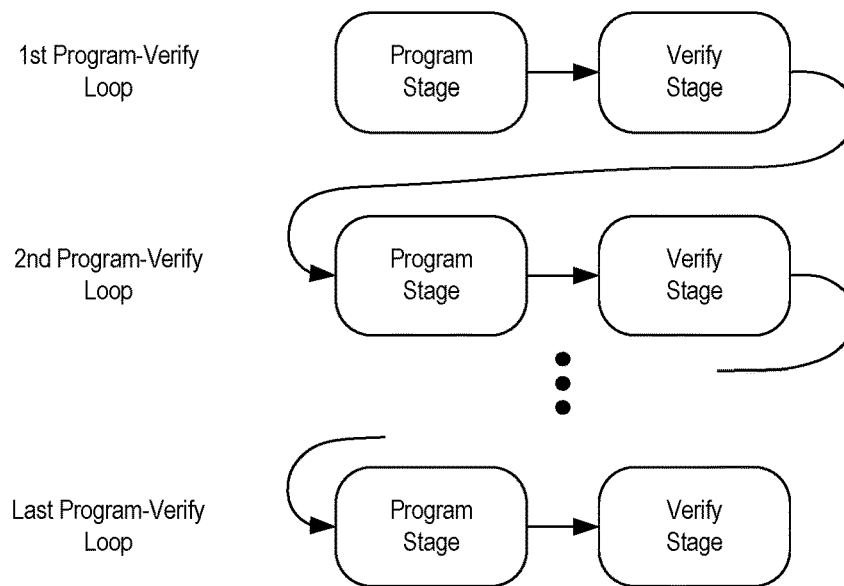 1st Program-Verify
Loop
Program
Stage
Verify
Stage
2nd Program-Verify
Loop
Program
Stage
Verify
Stage
Last Program-Verify
Loop
Program
Stage
Verify
Stage